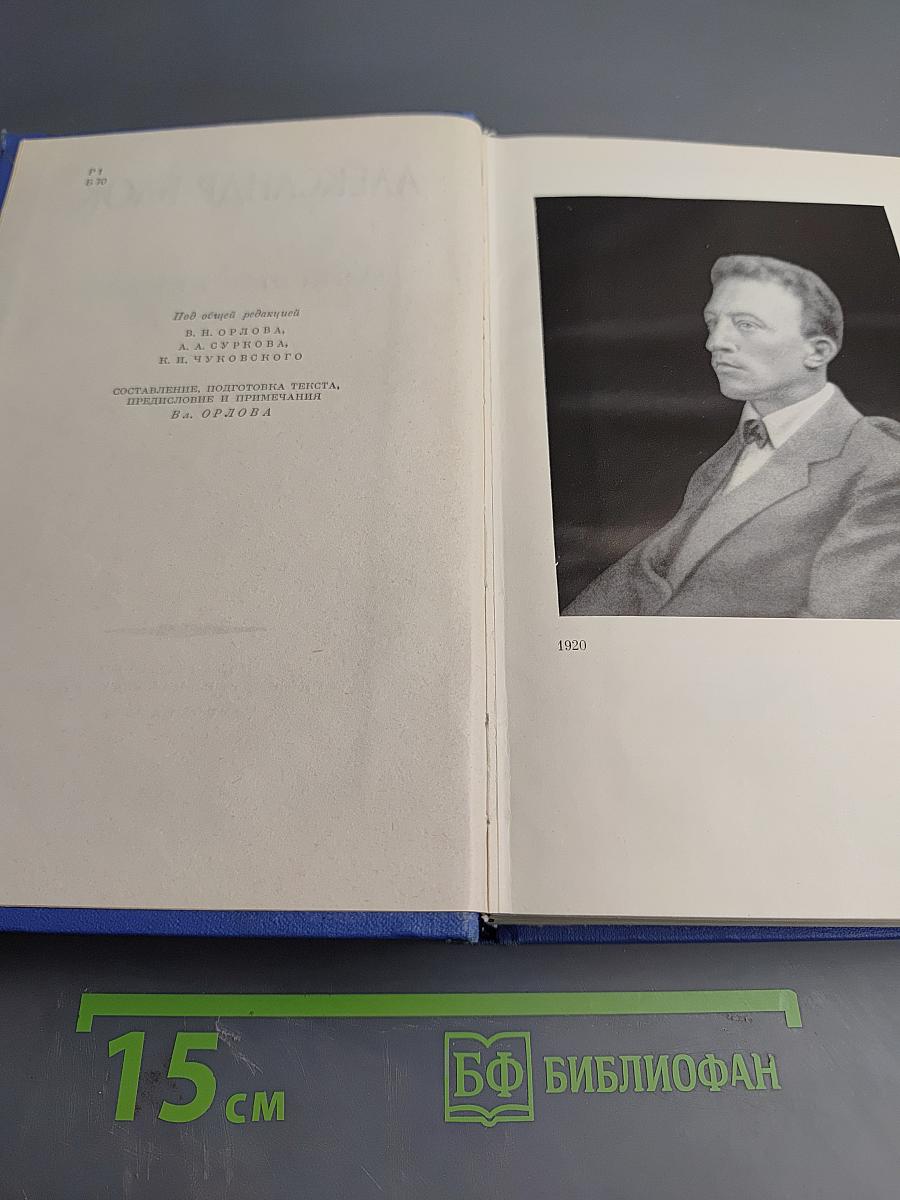 Р1
Б 70
Под общей редакцией
В. Н. ОРЛОВА,
А. А. СУРКОВА,
К. И. ЧУКОВСКОГО
СОСТАВЛЕНИЕ, ПОДГОТОВКА ТЕКСТА,
ПРЕДИСЛОВИЕ И ПРИМЕЧАНИЯ
Вл. ОРЛОВА
1920
15 см
БФ БИБЛИОФАН